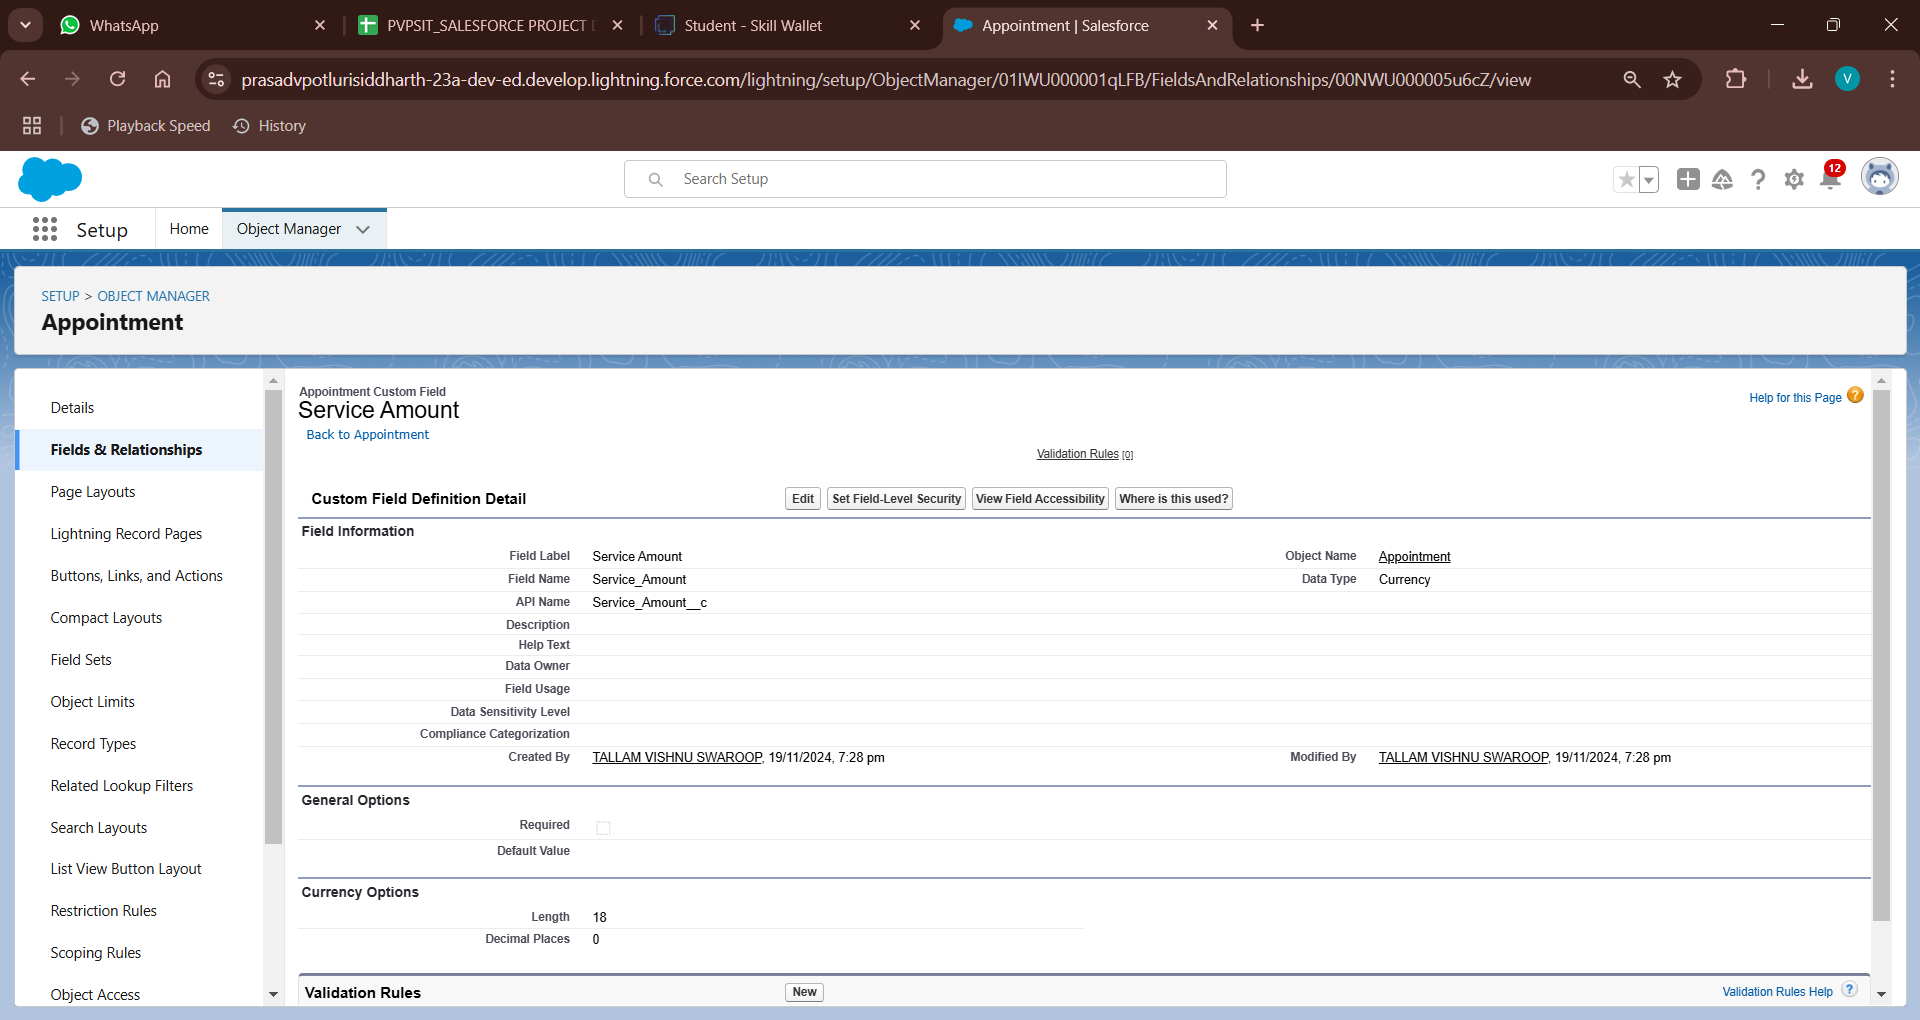 WhatsApp
PVPSIT_SALESFORCE PROJECT
Student - Skill Wallet
Appointment | Salesforce
prasadvpotlurisiddharth-23a-dev-ed.develop.lightning.force.com/lightning/setup/ObjectManager/01IWU000001qLFB/FieldsAndRelationships/00NWU000005u6cZ/view
V
Playback Speed
History
Search Setup
12
Setup
Home
Object Manager
SETUP > OBJECT MANAGER
Appointment
Details
Fields & Relationships
Page Layouts
Lightning Record Pages
Buttons, Links, and Actions
Compact Layouts
Field Sets
Object Limits
Record Types
Related Lookup Filters
Search Layouts
List View Button Layout
Restriction Rules
Scoping Rules
Object Access
Appointment Custom Field
Service Amount
Back to Appointment
Help for this Page ?
Validation Rules [0]
Custom Field Definition Detail
Edit
Set Field-Level Security
View Field Accessibility
Where is this used?
Field Information
Field Label Service Amount
Object Name Appointment
Field Name Service_Amount
Data Type Currency
API Name Service_Amount__c
Description
Help Text
Data Owner
Field Usage
Data Sensitivity Level
Compliance Categorization
Created By TALLAM VISHNU SWAROOP, 19/11/2024, 7:28 pm
Modified By TALLAM VISHNU SWAROOP, 19/11/2024, 7:28 pm
General Options
Required
Default Value
Currency Options
Length 18
Decimal Places 0
Validation Rules
New
Validation Rules Help ?